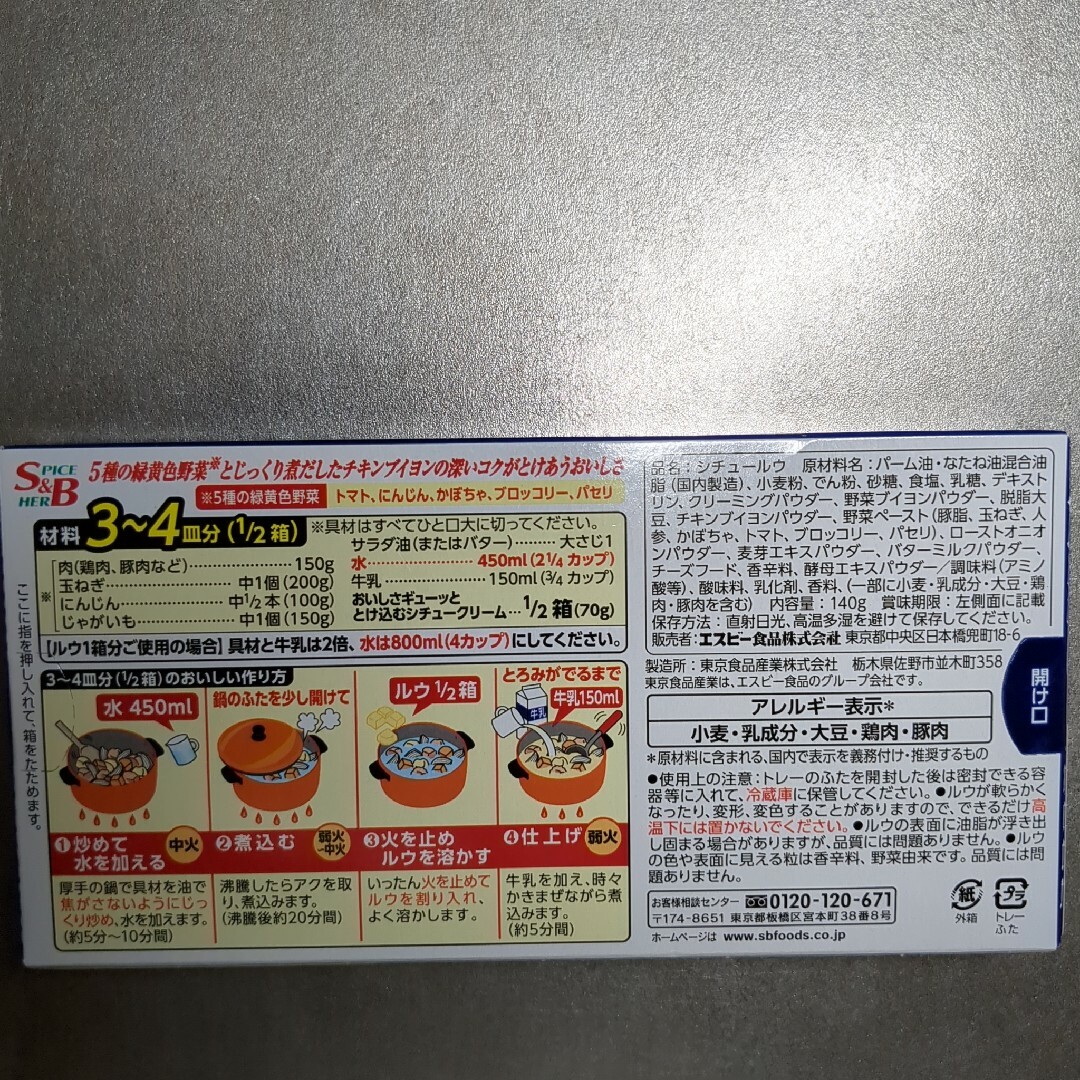 S&B
SPICE
HERB
5種の緑黄色野菜※とじっくり煮だしたチキンブイヨンの深いコクがとけあうおいしさ
※5種の緑黄色野菜 トマト、にんじん、かぼちゃ、ブロッコリー、パセリ
材料 3~4皿分(1/2箱) ※具材はすべてひと口大に切ってください。
※
肉(鶏肉、豚肉など)……………150g
玉ねぎ……………中1個(200g)
にんじん……………中1/2本(100g)
じゃがいも……………中1個(150g)
サラダ油(またはバター)………大さじ1
水……………450ml(2 1/4カップ)
牛乳……………150ml(3/4カップ)
おいしさギューッと
とけ込むシチュークリーム…1/2箱(70g)
【ルウ1箱分ご使用の場合】具材と牛乳は2倍、水は800ml(4カップ)にしてください。
3~4皿分(1/2箱)のおいしい作り方
水 450ml
1炒めて
水を加える
中火
厚手の鍋で具材を油で
焦がさないようにじっ
くり炒め、水を加えます。
(約5分~10分間)
鍋のふたを少し開けて
2煮込む
弱火
~中火
沸騰したらアクを取
り、煮込みます。
(沸騰後約20分間)
ルウ1/2箱
3火を止め
ルウを溶かす
いったん火を止めて
ルウを割り入れ、
よく溶かします。
とろみがでるまで
牛乳150ml
牛乳
4仕上げ
弱火
牛乳を加え、時々
かきまぜながら煮
込みます。
(約5分間)
ここに指を押し入れて、箱をたためます。
品名:シチュールウ 原材料名:パーム油・なたね油混合油
脂(国内製造)、小麦粉、でん粉、砂糖、食塩、乳糖、デキスト
リン、クリーミングパウダー、野菜ブイヨンパウダー、脱脂大
豆、チキンブイヨンパウダー、野菜ペースト(豚脂、玉ねぎ、人
参、かぼちゃ、トマト、ブロッコリー、パセリ)、ローストオニオ
ンパウダー、麦芽エキスパウダー、バターミルクパウダー、
チーズフード、香辛料、酵母エキスパウダー/調味料(アミノ
酸等)、酸味料、乳化剤、香料、(一部に小麦・乳成分・大豆・鶏
肉・豚肉を含む) 内容量:140g 賞味期限:左側面に記載
保存方法:直射日光、高温多湿を避けて保存してください。
販売者:エスビー食品株式会社 東京都中央区日本橋兜町18-6
製造所:東京食品産業株式会社 栃木県佐野市並木町358
東京食品産業は、エスビー食品のグループ会社です。
アレルギー表示*
小麦・乳成分・大豆・鶏肉・豚肉
*原材料に含まれる、国内で表示を義務付け・推奨するもの
●使用上の注意:トレーのふたを開封した後は密封できる容
器等に入れて、冷蔵庫に保管してください。●ルウが軟らかく
なったり、変形、変色することがありますので、できるだけ高
温下には置かないでください。●ルウの表面に油脂が浮き出
し固まる場合がありますが、品質には問題ありません。●ルウ
の色や表面に見える粒は香辛料、野菜由来です。品質には問
題ありません。
お客様相談センター 0120-120-671
〒174-8651 東京都板橋区宮本町38番8号
ホームページは www.sbfoods.co.jp
紙
外箱
プラ
トレー
ふた
開け口